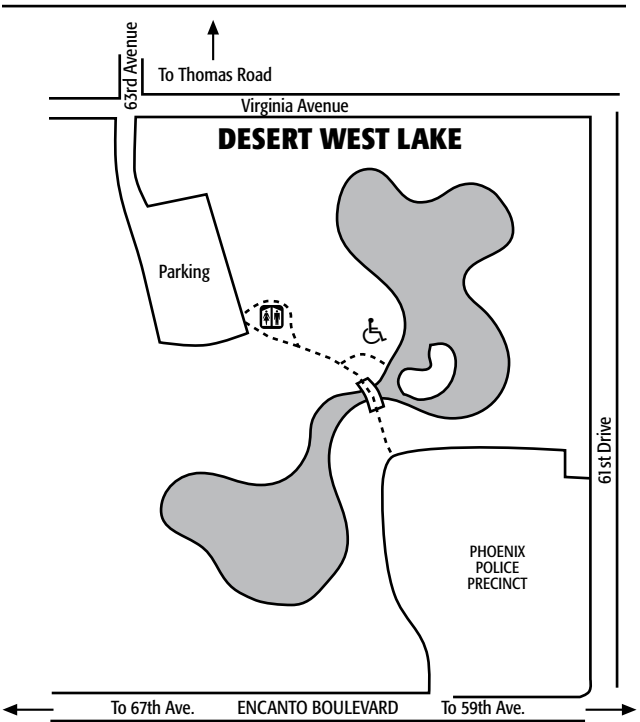 63rd Avenue
To Thomas Road
Virginia Avenue
DESERT WEST LAKE
Parking
61st Drive
PHOENIX
POLICE
PRECINCT
To 67th Ave.
ENCANTO BOULEVARD
To 59th Ave.